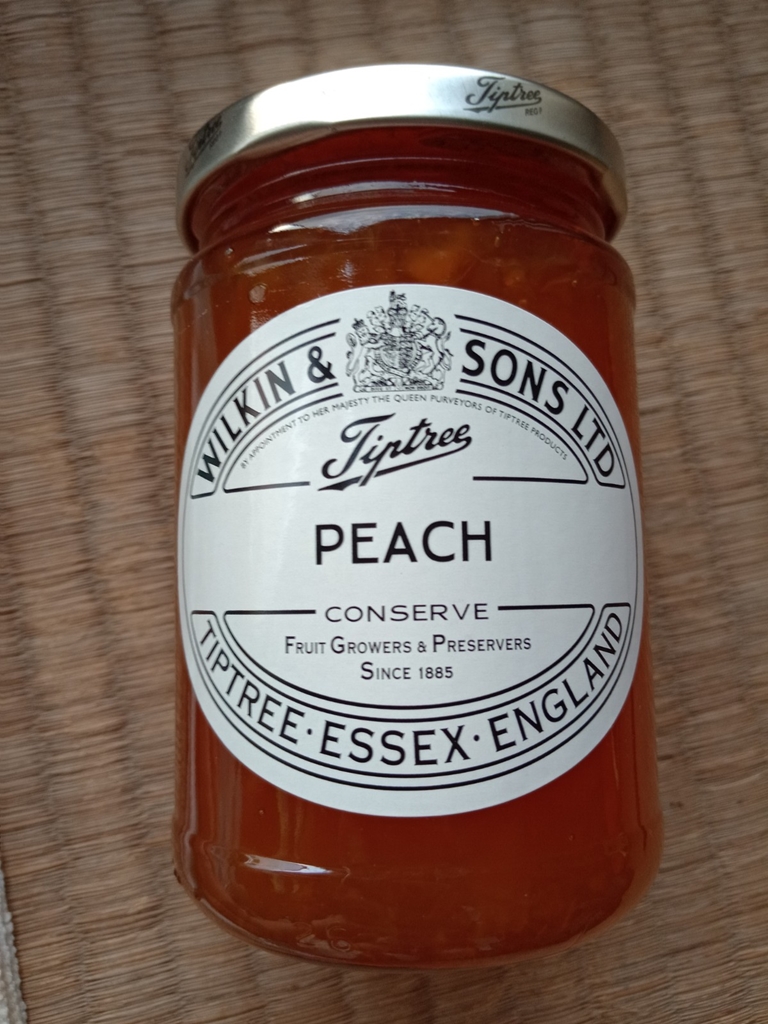 Tiptree
REG'D
WILKIN & SONS LTD
BY APPOINTMENT TO HER MAJESTY THE QUEEN PURVEYORS OF TIPTREE PRODUCTS
Tiptree
PEACH
CONSERVE
FRUIT GROWERS & PRESERVERS
SINCE 1885
TIPTREE · ESSEX · ENGLAND